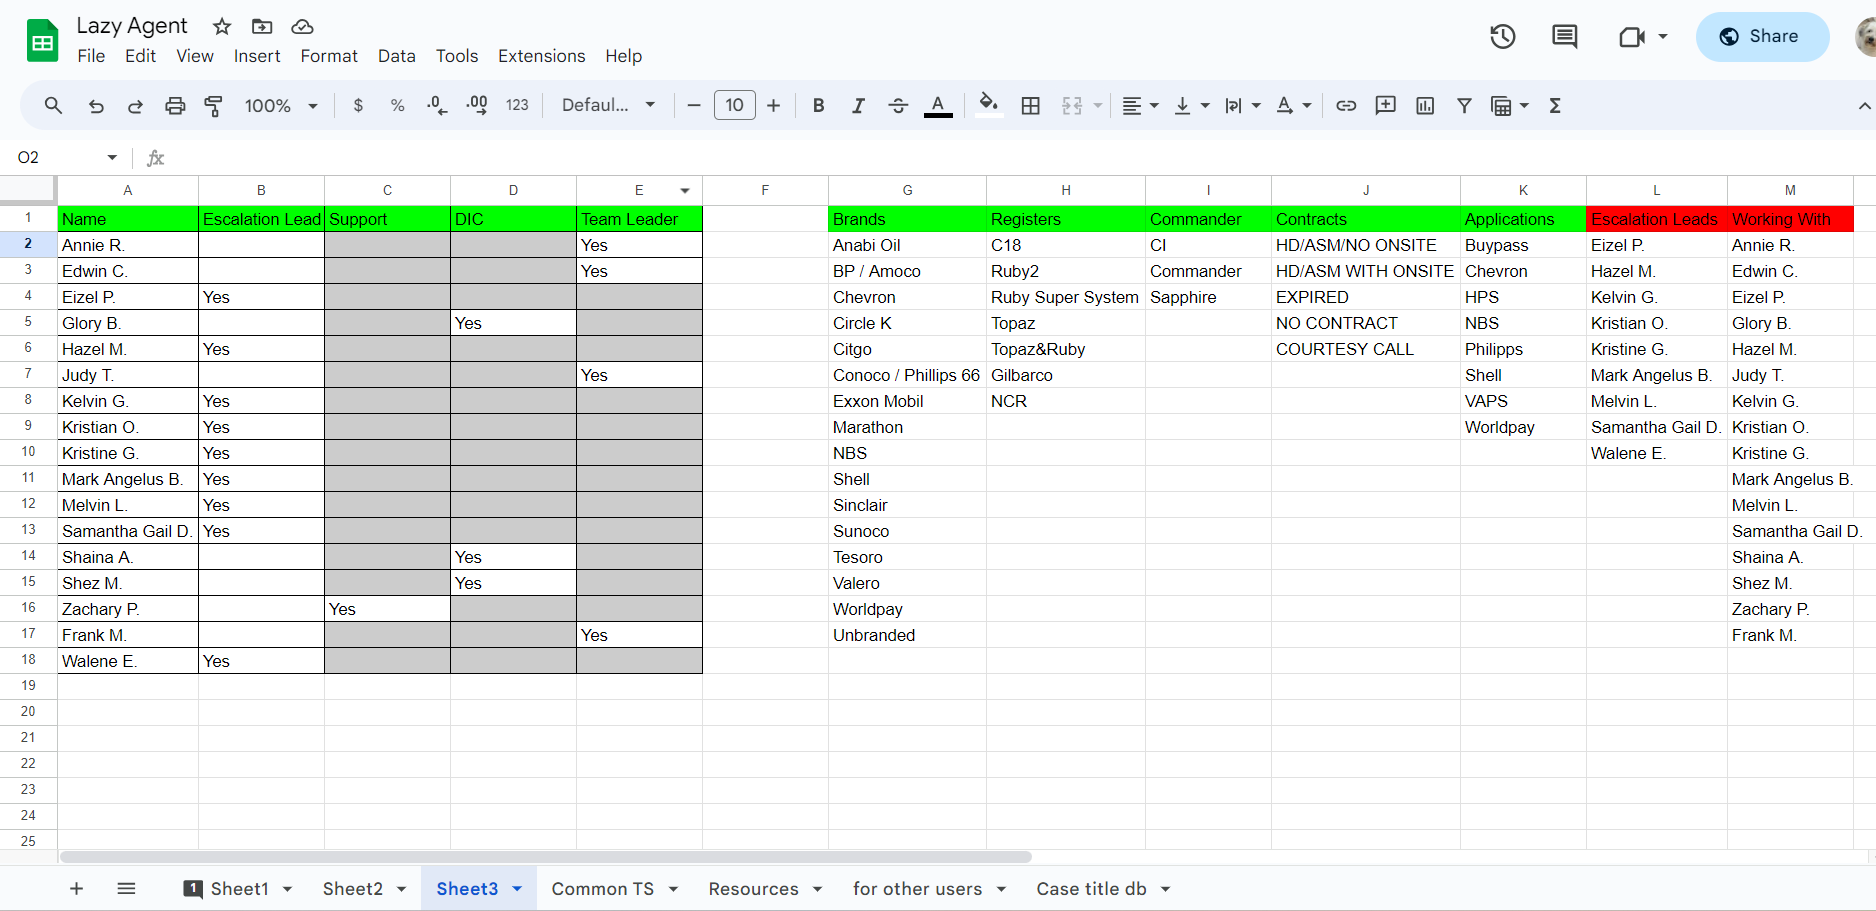 Lazy Agent
File Edit View Insert Format Data Tools Extensions Help
Share
100% $ % .0 .00 123 Defaul... 10 B I A
O2 fx
A B C D E F G H I J K L M
1 Name Escalation Lead Support DIC Team Leader Brands Registers Commander Contracts Applications Escalation Leads Working With
2 Annie R. Yes Anabi Oil C18 CI HD/ASM/NO ONSITE Buypass Eizel P. Annie R.
3 Edwin C. Yes BP / Amoco Ruby2 Commander HD/ASM WITH ONSITE Chevron Hazel M. Edwin C.
4 Eizel P. Yes Chevron Ruby Super System Sapphire EXPIRED HPS Kelvin G. Eizel P.
5 Glory B. Yes Circle K Topaz NO CONTRACT NBS Kristian O. Glory B.
6 Hazel M. Yes Citgo Topaz&Ruby COURTESY CALL Philipps Kristine G. Hazel M.
7 Judy T. Yes Conoco / Phillips 66 Gilbarco Shell Mark Angelus B. Judy T.
8 Kelvin G. Yes Exxon Mobil NCR VAPS Melvin L. Kelvin G.
9 Kristian O. Yes Marathon Worldpay Samantha Gail D. Kristian O.
10 Kristine G. Yes NBS Walene E. Kristine G.
11 Mark Angelus B. Yes Shell Mark Angelus B.
12 Melvin L. Yes Sinclair Melvin L.
13 Samantha Gail D. Yes Sunoco Samantha Gail D.
14 Shaina A. Yes Tesoro Shaina A.
15 Shez M. Yes Valero Shez M.
16 Zachary P. Yes Worldpay Zachary P.
17 Frank M. Yes Unbranded Frank M.
18 Walene E. Yes
19
20
21
22
23
24
25
1 Sheet1 Sheet2 Sheet3 Common TS Resources for other users Case title db